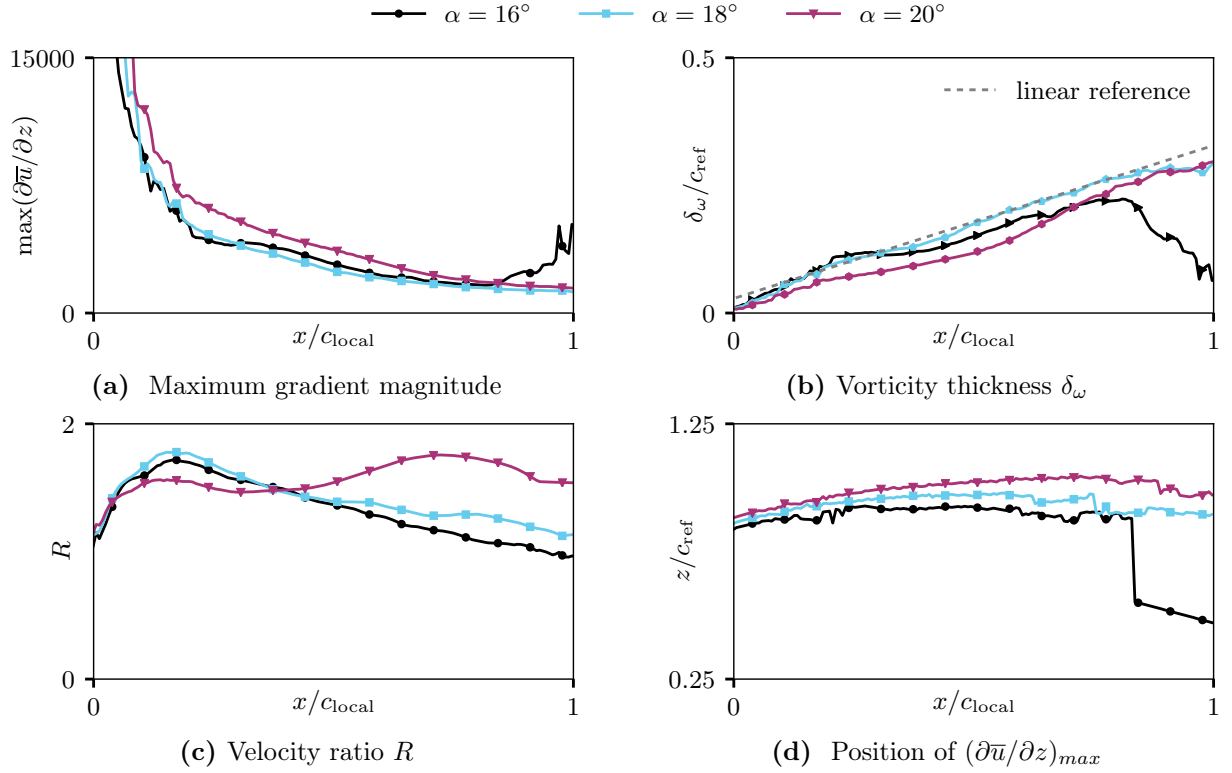 α = 16° α = 18° α = 20°
15000
max(∂u̅/∂z)
0
0 x/c_local 1
(a) Maximum gradient magnitude
0.5
linear reference
δ_ω/c_ref
0
0 x/c_local 1
(b) Vorticity thickness δ_ω
2
R
0
0 x/c_local 1
(c) Velocity ratio R
1.25
z/c_ref
0.25
0 x/c_local 1
(d) Position of (∂u̅/∂z)_max